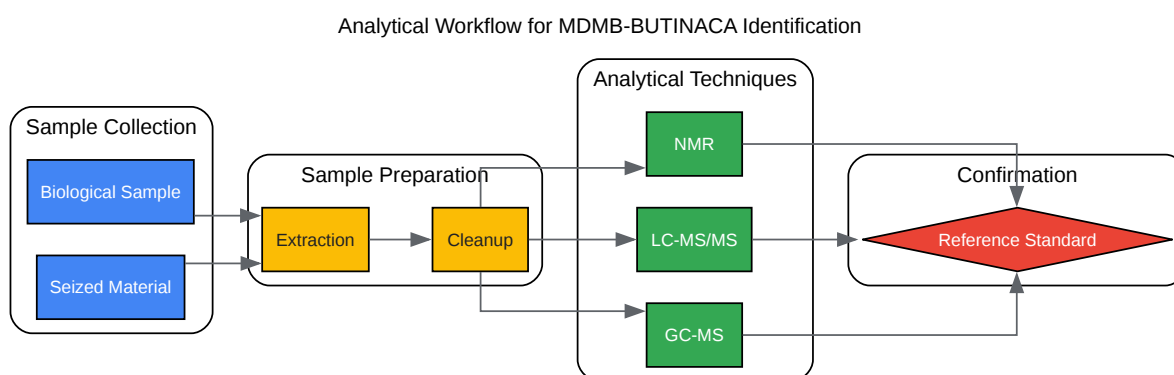 Analytical Workflow for MDMB-BUTINACA Identification
Sample Collection
Biological Sample
Seized Material
Sample Preparation
Extraction
Cleanup
Analytical Techniques
NMR
LC-MS/MS
GC-MS
Confirmation
Reference Standard